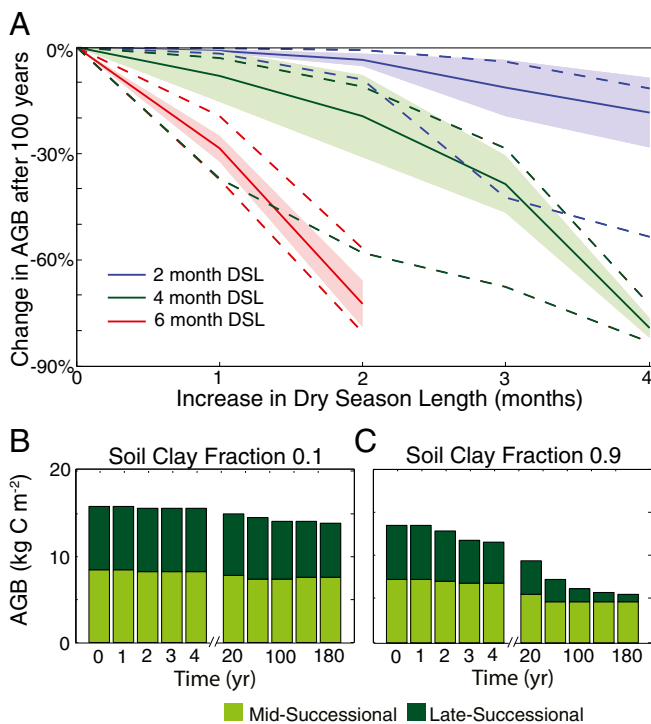 A
Change in AGB after 100 years
0%
-30%
-60%
-90%
2 month DSL
4 month DSL
6 month DSL
0 1 2 3 4
Increase in Dry Season Length (months)
B
Soil Clay Fraction 0.1
AGB (kg C m⁻²)
20
10
0
0 1 2 3 4 20 100 180
Time (yr)
C
Soil Clay Fraction 0.9
0 1 2 3 4 20 100 180
Time (yr)
Mid-Successional
Late-Successional